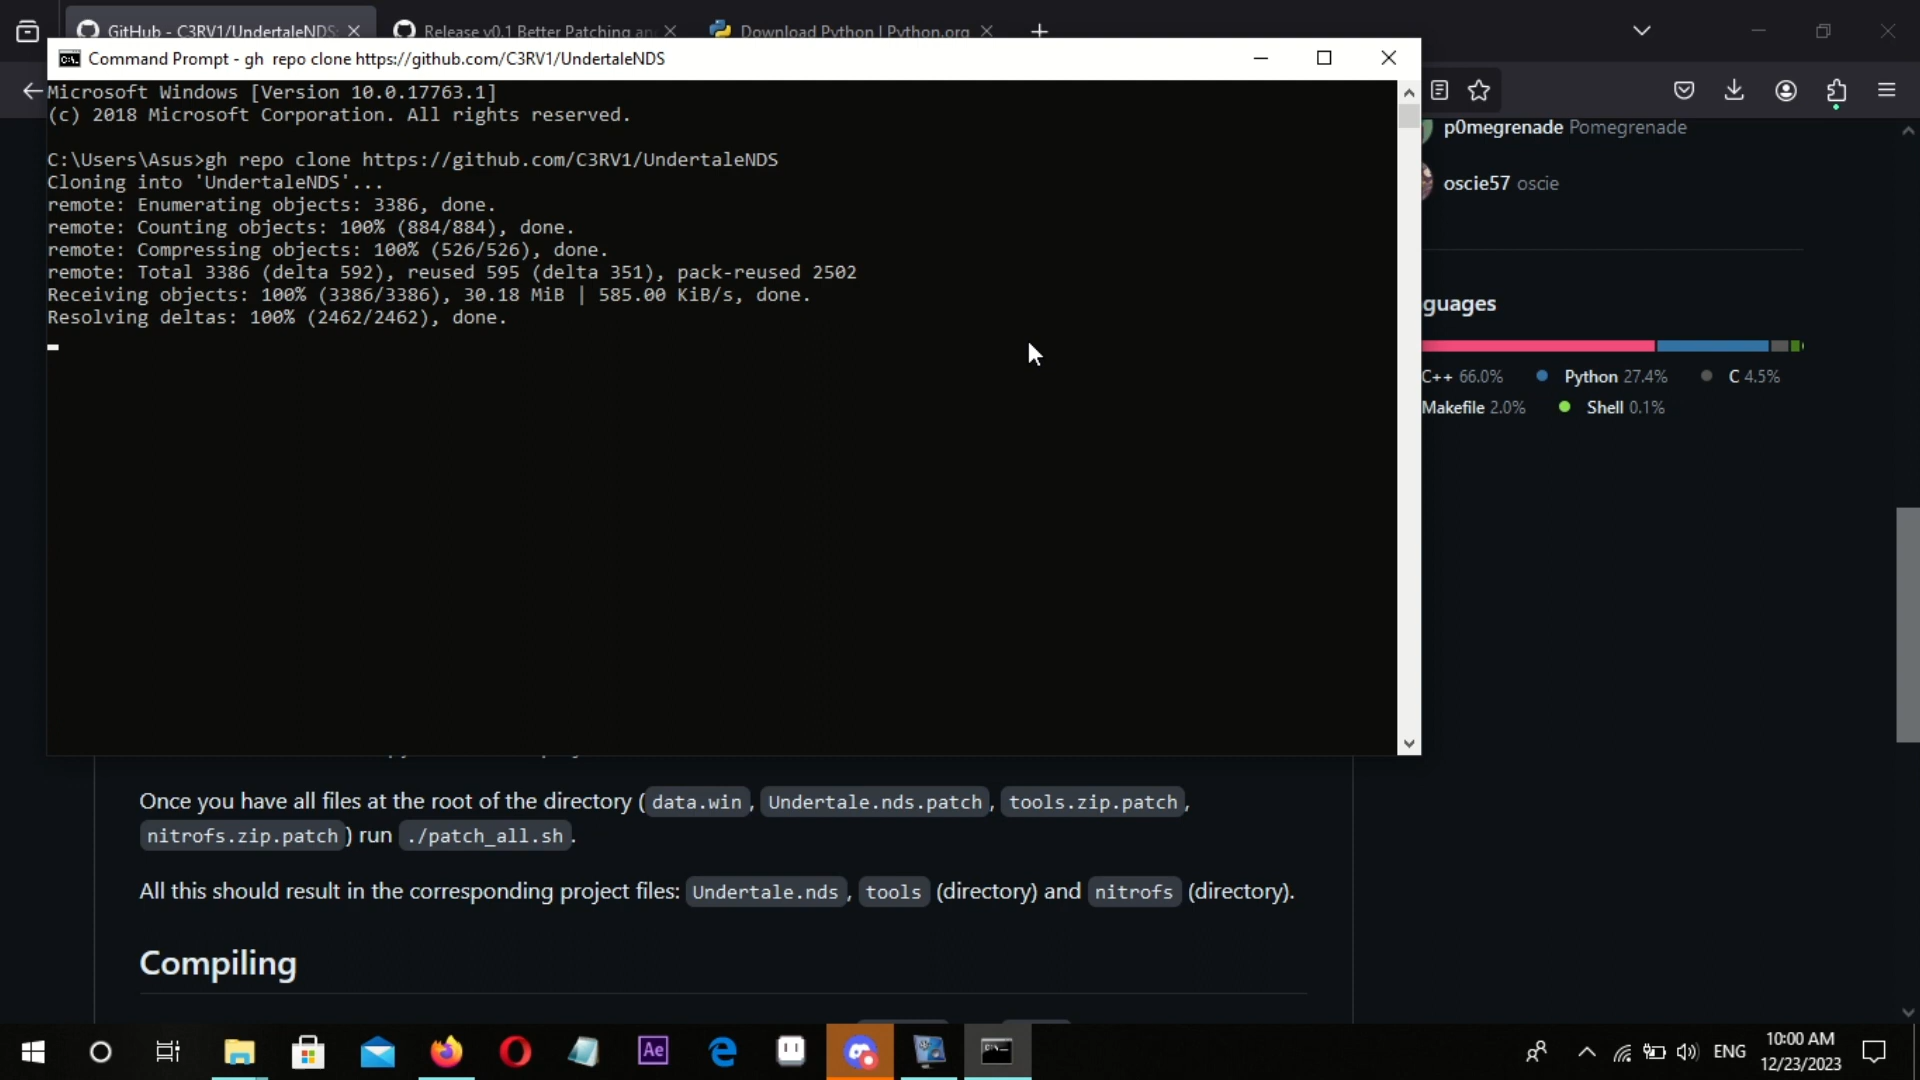 GitHub - C3RV1/UndertaleNDS:
Release v0.1 Better Patching an
Download Python | Python.org
Command Prompt - gh  repo clone https://github.com/C3RV1/UndertaleNDS
Microsoft Windows [Version 10.0.17763.1]
(c) 2018 Microsoft Corporation. All rights reserved.
C:\Users\Asus>gh repo clone https://github.com/C3RV1/UndertaleNDS
Cloning into 'UndertaleNDS'...
remote: Enumerating objects: 3386, done.
remote: Counting objects: 100% (884/884), done.
remote: Compressing objects: 100% (526/526), done.
remote: Total 3386 (delta 592), reused 595 (delta 351), pack-reused 2502
Receiving objects: 100% (3386/3386), 30.18 MiB | 585.00 KiB/s, done.
Resolving deltas: 100% (2462/2462), done.
p0megrenade Pomegrenade
oscie57 oscie
guages
C++ 66.0% Python 27.4% C 4.5%
Makefile 2.0% Shell 0.1%
Once you have all files at the root of the directory ( data.win , Undertale.nds.patch , tools.zip.patch ,
nitrofs.zip.patch ) run ./patch_all.sh .
All this should result in the corresponding project files: Undertale.nds , tools (directory) and nitrofs (directory).
Compiling
Ae
ENG
10:00 AM
12/23/2023